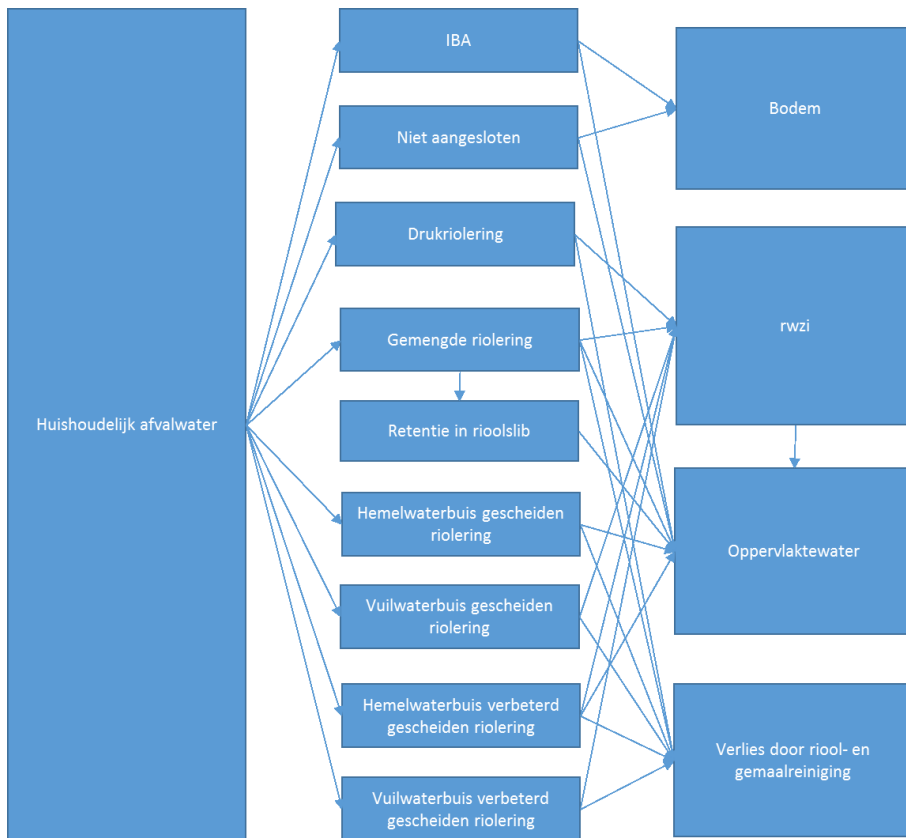 Huishoudelijk afvalwater
IBA
Niet aangesloten
Drukriolering
Gemengde riolering
Retentie in rioolslib
Hemelwaterbuis gescheiden
riolering
Vuilwaterbuis gescheiden
riolering
Hemelwaterbuis verbeterd
gescheiden riolering
Vuilwaterbuis verbeterd
gescheiden riolering
Bodem
rwzi
Oppervlaktewater
Verlies door riool- en
gemaalreiniging